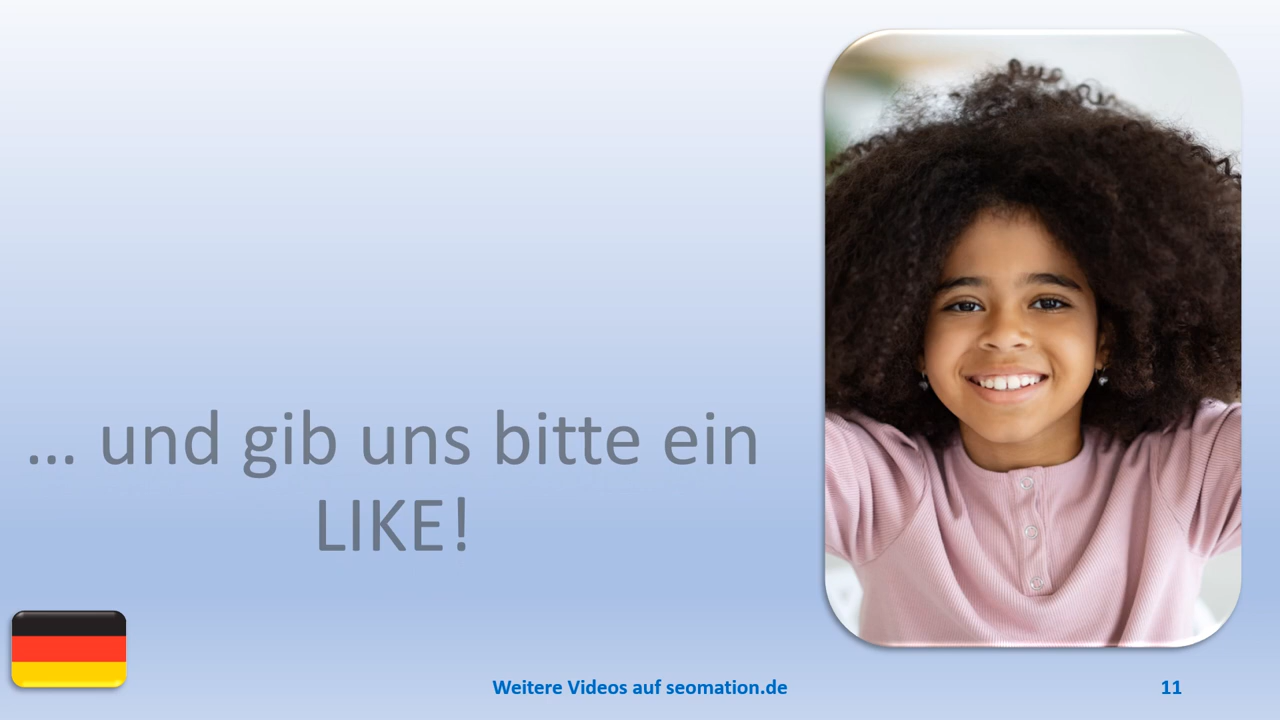 ... und gib uns bitte ein
LIKE!
Weitere Videos auf seomation.de
11